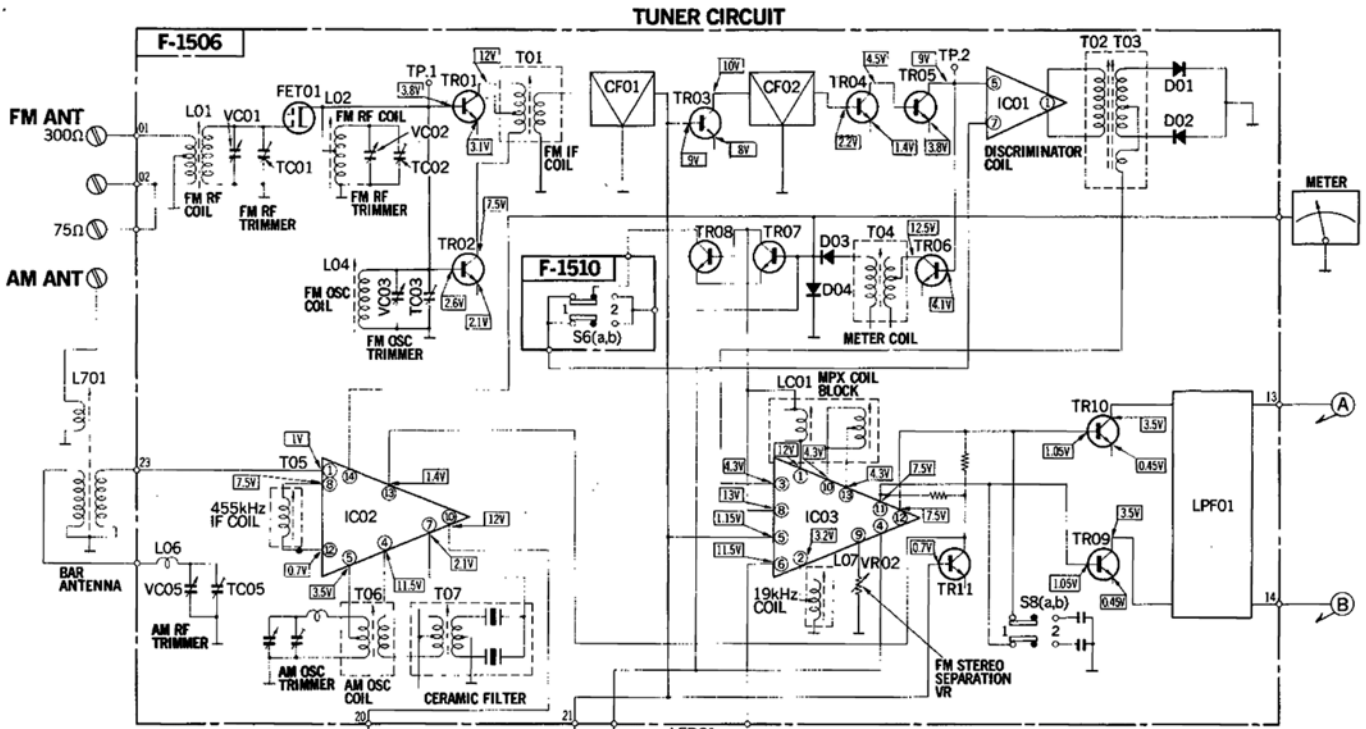 TUNER CIRCUIT
F-1506
FM ANT
300Ω
75Ω
AM ANT
01
02
L01
VC01
TC01
FM RF
COIL
FM RF
TRIMMER
FET01
L02
FM RF COIL
VC02
TC02
FM RF
TRIMMER
TP.1
3.8V
TR01
12V
3.1V
T01
FM IF
COIL
7.5V
TR02
2.6V
2.1V
L04
FM OSC
COIL
VC03
TC03
FM OSC
TRIMMER
CF01
TR03
10V
9V
8V
CF02
TR04
4.5V
2.2V
1.4V
TR05
9V
3.8V
TP.2
5
7
IC01
1
DISCRIMINATOR
COIL
T02
T03
D01
D02
METER
F-1510
1
2
S6(a,b)
TR08
TR07
D03
D04
T04
TR06
12.5V
4.1V
METER COIL
L701
BAR
ANTENNA
23
L06
VC05
TC05
AM RF
TRIMMER
1V
T05
7.5V
455kHz
IF COIL
0.7V
1
8
14
13
1.4V
IC02
12
5
4
7
10
12V
2.1V
11.5V
3.5V
AM OSC
TRIMMER
T06
AM OSC
COIL
T07
CERAMIC FILTER
20
21
LC01
MPX COIL
BLOCK
12V
4.3V
4.3V
4.3V
13V
1.15V
11.5V
3
8
5
6
1
10
13
11
12
4
9
2
IC03
3.2V
7.5V
7.5V
L07
VR02
19kHz
COIL
FM STEREO
SEPARATION
VR
0.7V
TR11
TR10
3.5V
1.05V
0.45V
TR09
3.5V
1.05V
0.45V
S8(a,b)
1
2
LPF01
13
A
14
B